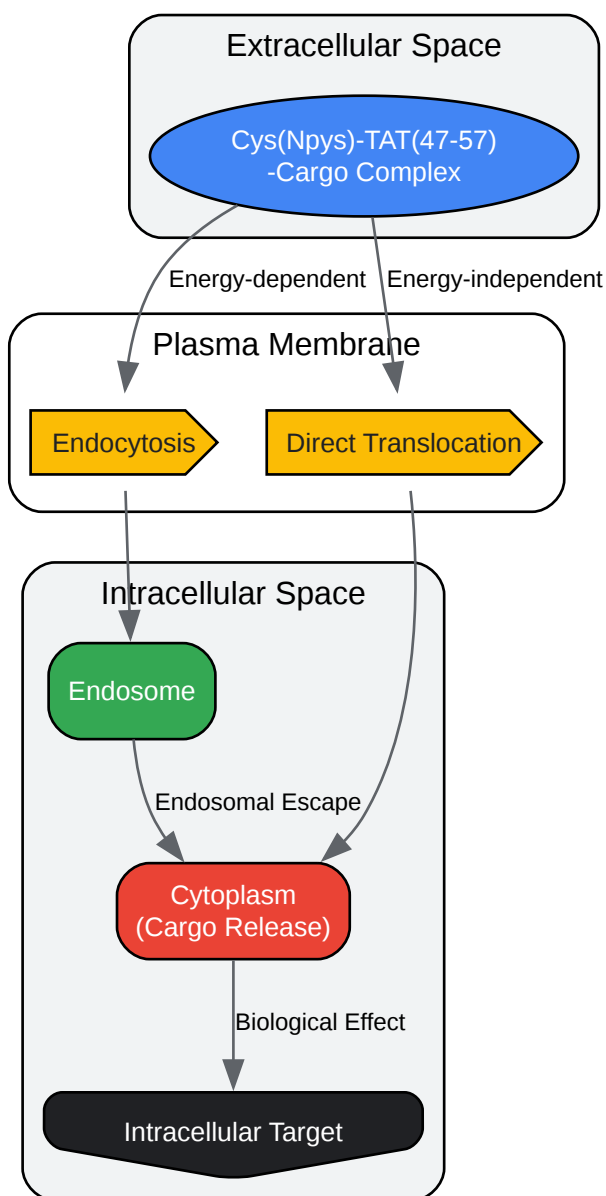 Extracellular Space
Cys(Npys)-TAT(47-57)
-Cargo Complex
Energy-dependent
Energy-independent
Plasma Membrane
Endocytosis
Direct Translocation
Intracellular Space
Endosome
Endosomal Escape
Cytoplasm
(Cargo Release)
Biological Effect
Intracellular Target